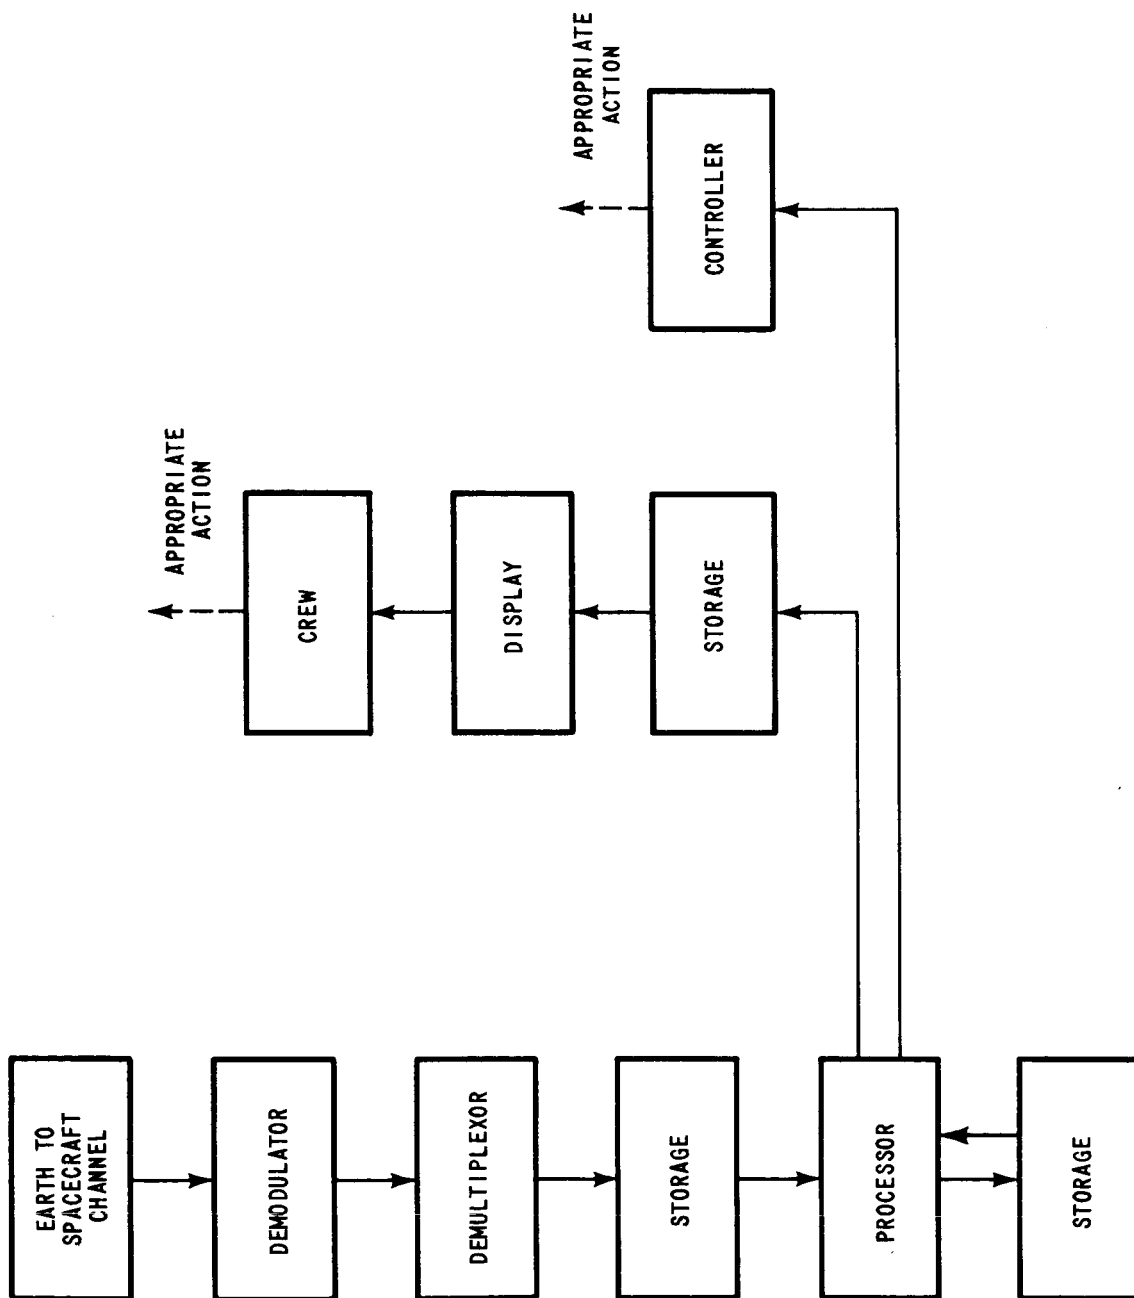 EARTH TO
SPACECRAFT
CHANNEL
DEMODULATOR
DEMULTIPLEXOR
STORAGE
PROCESSOR
STORAGE
APPROPRIATE
ACTION
CREW
DISPLAY
STORAGE
APPROPRIATE
ACTION
CONTROLLER